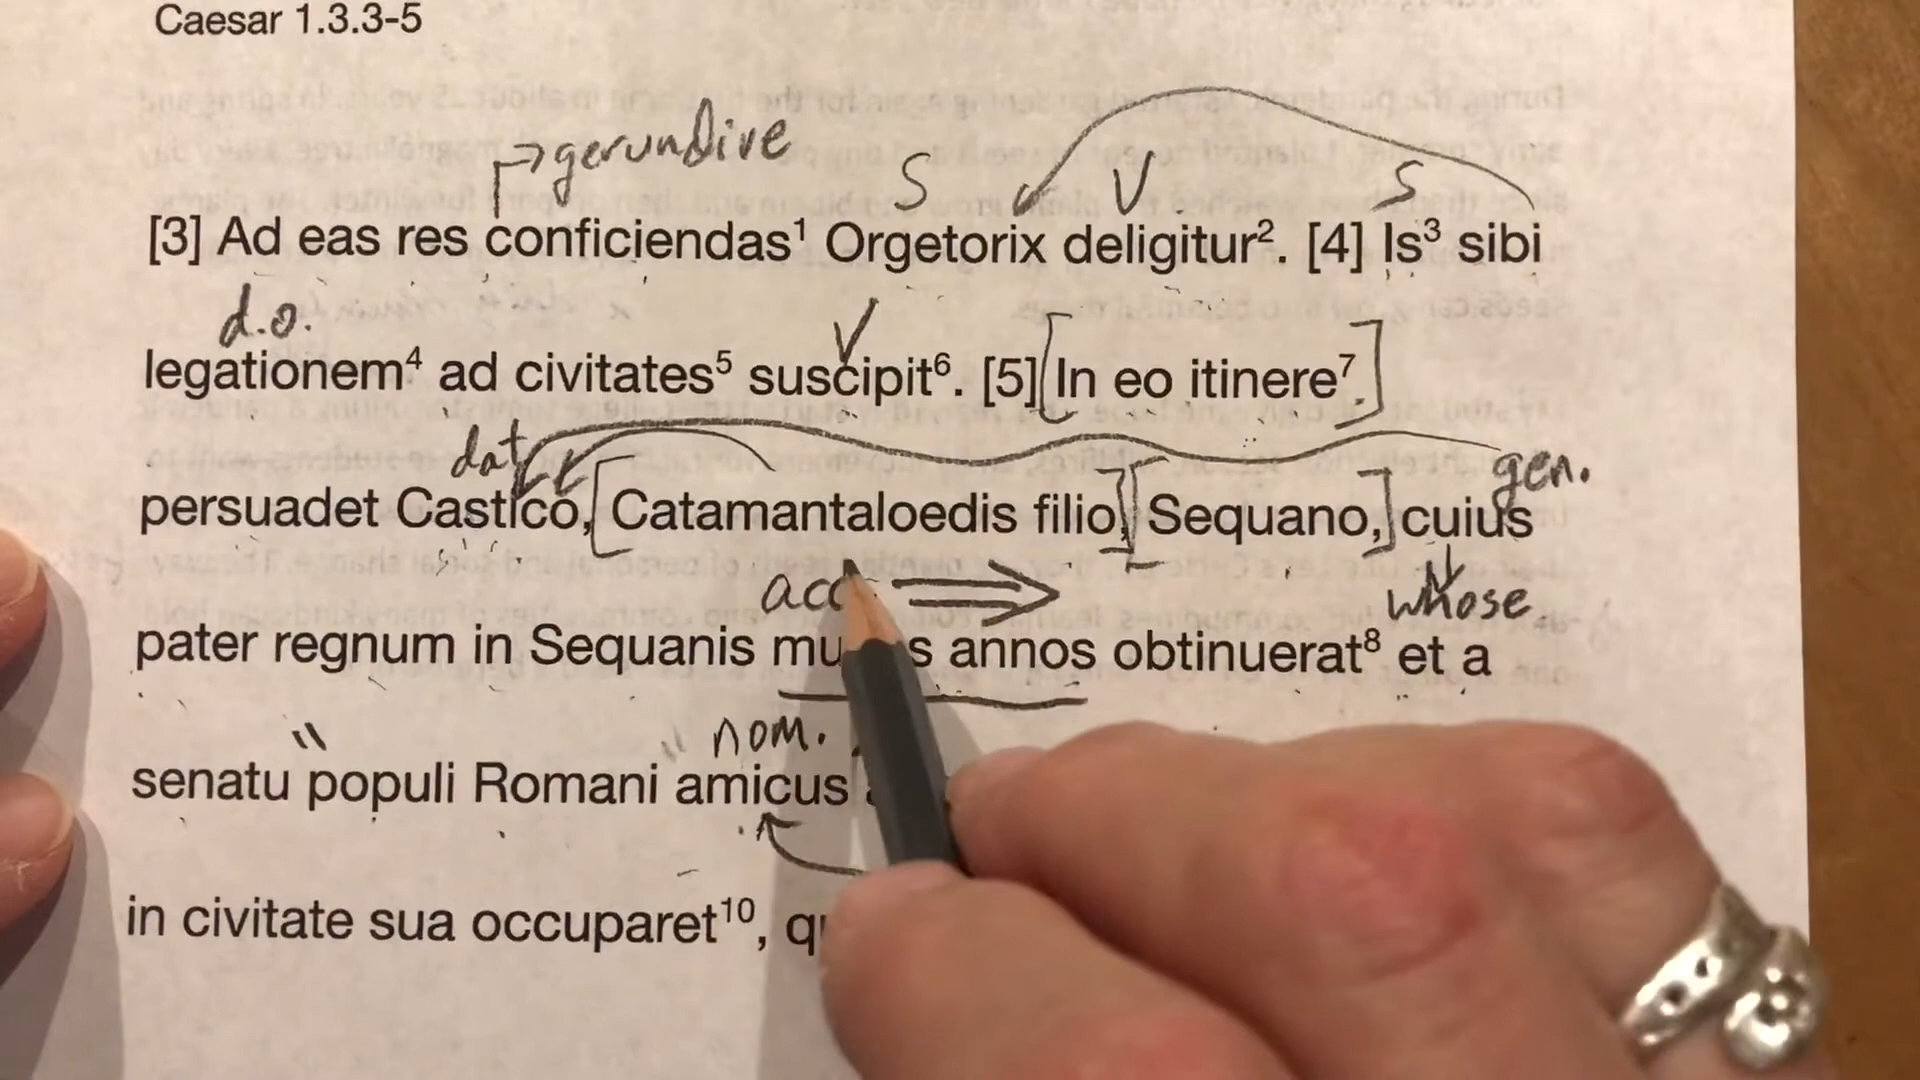 Caesar 1.3.3-5
gerundive
S V S
[3] Ad eas res conficiendas¹ Orgetorix deligitur². [4] Is³ sibi
d.o. V
legationem⁴ ad civitates⁵ suscipit⁶. [5] [In eo itinere⁷.]
dat gen.
persuadet Castico, [Catamantaloedis filio,] [Sequano,] cuius
acc whose
pater regnum in Sequanis annos obtinuerat⁸ et a
" " nom.
senatu populi Romani amicus
in civitate sua occuparet¹⁰,